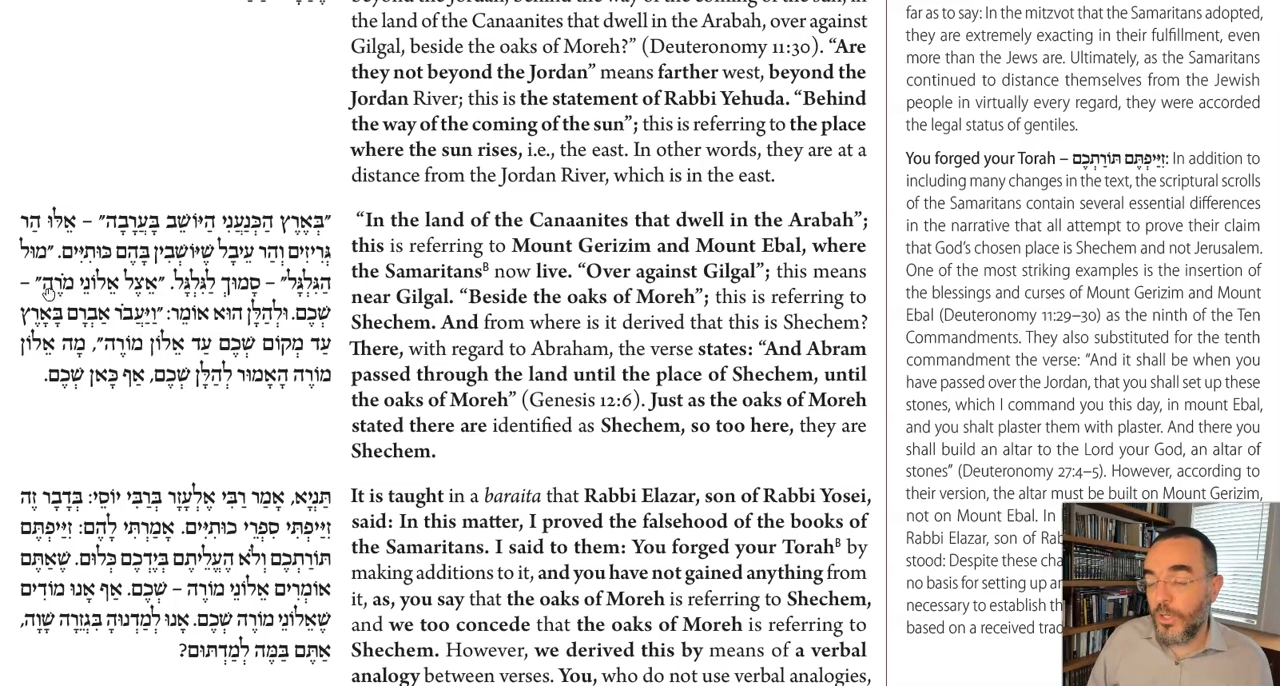 the land of the Canaanites that dwell in the Arabah, over against
Gilgal, beside the oaks of Moreh?” (Deuteronomy 11:30). “Are
they not beyond the Jordan” means farther west, beyond the
Jordan River; this is the statement of Rabbi Yehuda. “Behind
the way of the coming of the sun”; this is referring to the place
where the sun rises, i.e., the east. In other words, they are at a
distance from the Jordan River, which is in the east.
״בְּאֶרֶץ הַכְּנַעֲנִי הַיּוֹשֵׁב בָּעֲרָבָה״ – אֵלּוּ הַר
גְּרִיזִים וְהַר עֵיבָל שֶׁיּוֹשְׁבִין בָּהֶם כּוּתִיִּים. ״מוּל
הַגִּלְגָּל״ – סָמוּךְ לַגִּלְגָּל. ״אֵצֶל אֵלוֹנֵי מֹרֶה״ –
שְׁכֶם. וּלְהַלָּן הוּא אוֹמֵר: ״וַיַּעֲבֹר אַבְרָם בָּאָרֶץ
עַד מְקוֹם שְׁכֶם עַד אֵלוֹן מוֹרֶה״, מָה אֵלוֹן
מוֹרֶה הָאָמוּר לְהַלָּן שְׁכֶם, אַף כָּאן שְׁכֶם.
“In the land of the Canaanites that dwell in the Arabah”;
this is referring to Mount Gerizim and Mount Ebal, where
the Samaritansᴮ now live. “Over against Gilgal”; this means
near Gilgal. “Beside the oaks of Moreh”; this is referring to
Shechem. And from where is it derived that this is Shechem?
There, with regard to Abraham, the verse states: “And Abram
passed through the land until the place of Shechem, until
the oaks of Moreh” (Genesis 12:6). Just as the oaks of Moreh
stated there are identified as Shechem, so too here, they are
Shechem.
תַּנְיָא, אָמַר רַבִּי אֶלְעָזָר בְּרַבִּי יוֹסֵי: בְּדָבָר זֶה
זִיַּיפְתִּי סִפְרֵי כּוּתִיִּים. אָמַרְתִּי לָהֶם: זִיַּיפְתֶּם
תּוֹרַתְכֶם וְלֹא הֶעֱלֵיתֶם בְּיֶדְכֶם כְּלוּם. שֶׁאַתֶּם
אוֹמְרִים אֵלוֹנֵי מוֹרֶה – שְׁכֶם. אַף אָנוּ מוֹדִים
שֶׁאֵלוֹנֵי מוֹרֶה שְׁכֶם. אָנוּ לְמַדְנוּהָ בִּגְזֵרָה שָׁוָה,
אַתֶּם בַּמֶּה לְמַדְתּוּם?
It is taught in a baraita that Rabbi Elazar, son of Rabbi Yosei,
said: In this matter, I proved the falsehood of the books of
the Samaritans. I said to them: You forged your Torahᴮ by
making additions to it, and you have not gained anything from
it, as, you say that the oaks of Moreh is referring to Shechem,
and we too concede that the oaks of Moreh is referring to
Shechem. However, we derived this by means of a verbal
analogy between verses. You, who do not use verbal analogies,
far as to say: In the mitzvot that the Samaritans adopted,
they are extremely exacting in their fulfillment, even
more than the Jews are. Ultimately, as the Samaritans
continued to distance themselves from the Jewish
people in virtually every regard, they were accorded
the legal status of gentiles.
You forged your Torah – זִיַּיפְתֶּם תּוֹרַתְכֶם: In addition to
including many changes in the text, the scriptural scrolls
of the Samaritans contain several essential differences
in the narrative that all attempt to prove their claim
that God’s chosen place is Shechem and not Jerusalem.
One of the most striking examples is the insertion of
the blessings and curses of Mount Gerizim and Mount
Ebal (Deuteronomy 11:29–30) as the ninth of the Ten
Commandments. They also substituted for the tenth
commandment the verse: “And it shall be when you
have passed over the Jordan, that you shall set up these
stones, which I command you this day, in mount Ebal,
and you shalt plaster them with plaster. And there you
shall build an altar to the Lord your God, an altar of
stones” (Deuteronomy 27:4–5). However, according to
their version, the altar must be built on Mount Gerizim,
not on Mount Ebal. In
Rabbi Elazar, son of Rab
stood: Despite these cha
no basis for setting up ar
necessary to establish th
based on a received trad